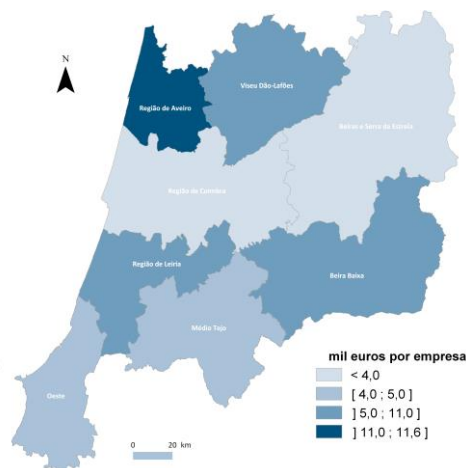 N
Viseu Dão-Lafões
Região de Aveiro
Beiras e Serra da Estrela
Região de Coimbra
Região de Leiria
Beira Baixa
Médio Tejo
Oeste
mil euros por empresa
< 4,0
[ 4,0 ; 5,0 ]
] 5,0 ; 11,0 ]
] 11,0 ; 11,6 ]
0 20 km